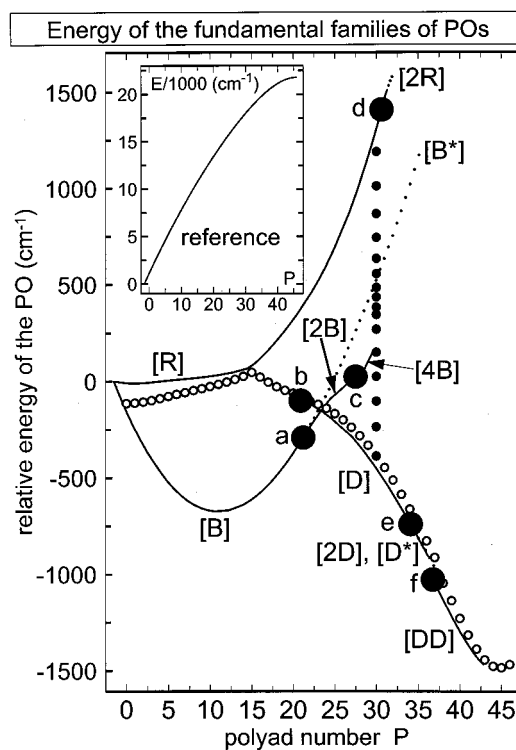 Energy of the fundamental families of POs
relative energy of the PO (cm⁻¹)
1500
1000
500
0
-500
-1000
-1500
0 5 10 15 20 25 30 35 40 45
polyad number P
E/1000 (cm⁻¹)
20
15
10
5
0
0 10 20 30 40
P
reference
[2R]
d
[B*]
[2B]
[R]
b
c
[4B]
a
[B]
[D]
e
[2D], [D*]
f
[DD]